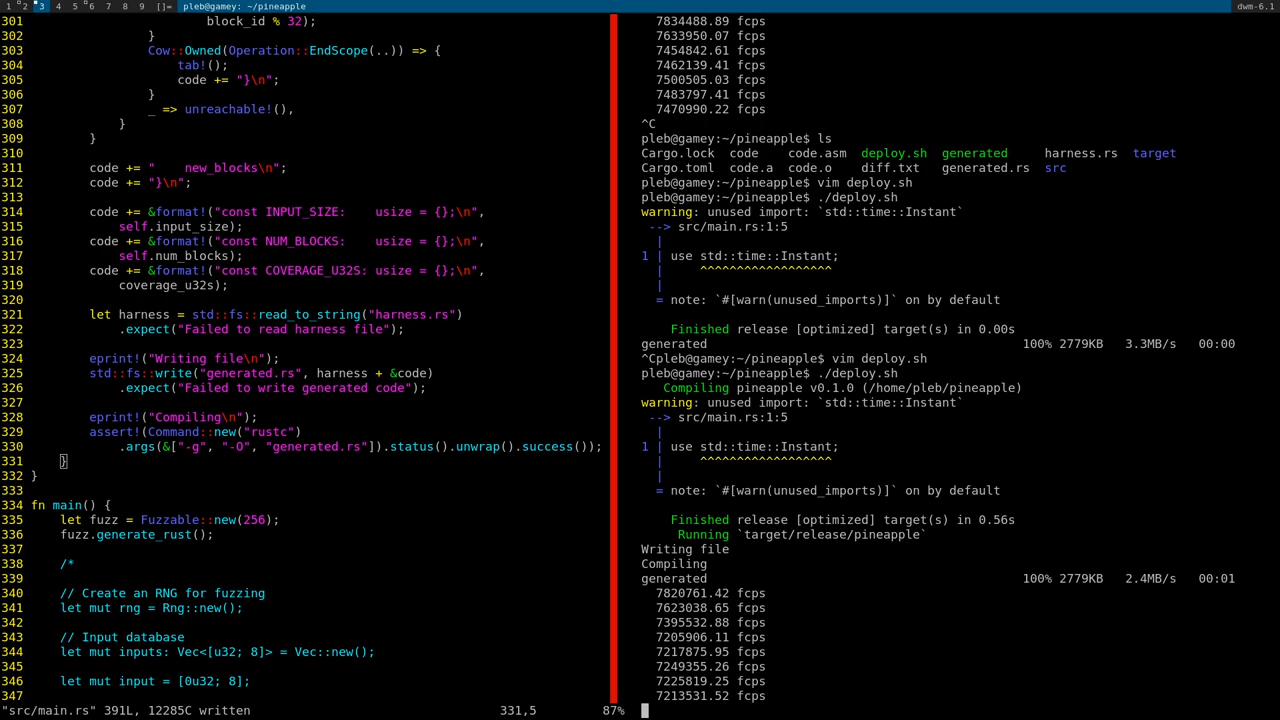 1 2 3 4 5 6 7 8 9 []= pleb@gamey: ~/pineapple dwm-6.1
301                         block_id % 32);
302                 }
303                 Cow::Owned(Operation::EndScope(..)) => {
304                     tab!();
305                     code += "}\n";
306                 }
307                 _ => unreachable!(),
308             }
309         }
310
311         code += "    new_blocks\n";
312         code += "}\n";
313
314         code += &format!("const INPUT_SIZE:    usize = {};\n",
315             self.input_size);
316         code += &format!("const NUM_BLOCKS:    usize = {};\n",
317             self.num_blocks);
318         code += &format!("const COVERAGE_U32S: usize = {};\n",
319             coverage_u32s);
320
321         let harness = std::fs::read_to_string("harness.rs")
322             .expect("Failed to read harness file");
323
324         eprint!("Writing file\n");
325         std::fs::write("generated.rs", harness + &code)
326             .expect("Failed to write generated code");
327
328         eprint!("Compiling\n");
329         assert!(Command::new("rustc")
330             .args(&["-g", "-O", "generated.rs"]).status().unwrap().success());
331     }
332 }
333
334 fn main() {
335     let fuzz = Fuzzable::new(256);
336     fuzz.generate_rust();
337
338     /*
339
340     // Create an RNG for fuzzing
341     let mut rng = Rng::new();
342
343     // Input database
344     let mut inputs: Vec<[u32; 8]> = Vec::new();
345
346     let mut input = [0u32; 8];
347
"src/main.rs" 391L, 12285C written 331,5 87%
7834488.89 fcps
7633950.07 fcps
7454842.61 fcps
7462139.41 fcps
7500505.03 fcps
7483797.41 fcps
7470990.22 fcps
^C
pleb@gamey:~/pineapple$ ls
Cargo.lock  code    code.asm  deploy.sh  generated     harness.rs  target
Cargo.toml  code.a  code.o    diff.txt   generated.rs  src
pleb@gamey:~/pineapple$ vim deploy.sh
pleb@gamey:~/pineapple$ ./deploy.sh
warning: unused import: `std::time::Instant`
 --> src/main.rs:1:5
  |
1 | use std::time::Instant;
  |     ^^^^^^^^^^^^^^^^^^
  |
  = note: `#[warn(unused_imports)]` on by default
    Finished release [optimized] target(s) in 0.00s
generated 100% 2779KB 3.3MB/s 00:00
^Cpleb@gamey:~/pineapple$ vim deploy.sh
pleb@gamey:~/pineapple$ ./deploy.sh
   Compiling pineapple v0.1.0 (/home/pleb/pineapple)
warning: unused import: `std::time::Instant`
 --> src/main.rs:1:5
  |
1 | use std::time::Instant;
  |     ^^^^^^^^^^^^^^^^^^
  |
  = note: `#[warn(unused_imports)]` on by default
    Finished release [optimized] target(s) in 0.56s
     Running `target/release/pineapple`
Writing file
Compiling
generated 100% 2779KB 2.4MB/s 00:01
7820761.42 fcps
7623038.65 fcps
7395532.88 fcps
7205906.11 fcps
7217875.95 fcps
7249355.26 fcps
7225819.25 fcps
7213531.52 fcps